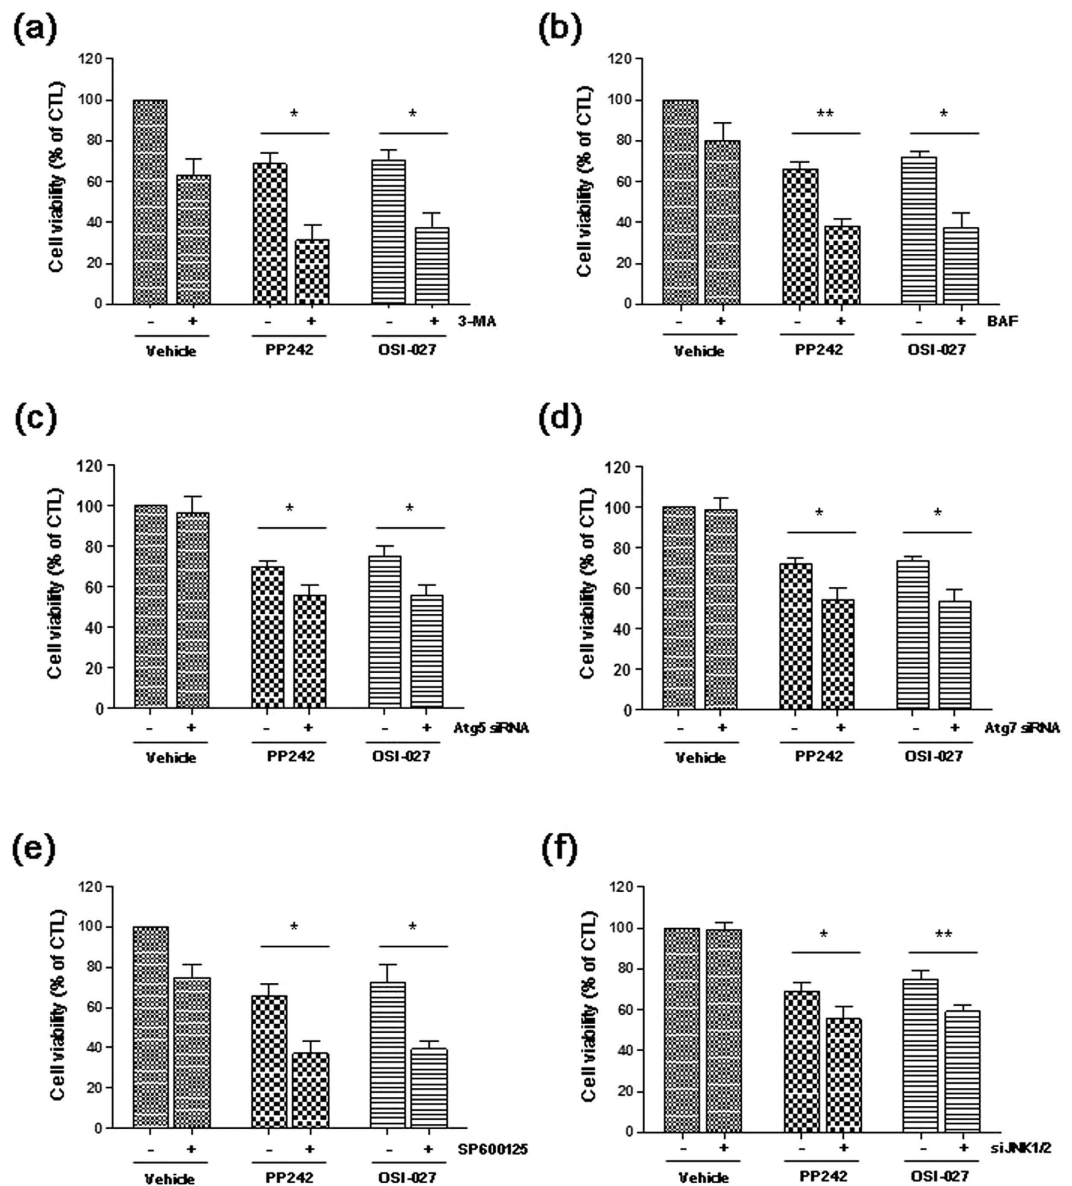 (a)
Cell viability (% of CTL)
120
100
80
60
40
20
0
* *
- + - + - + 3-MA
Vehicle PP242 OSI-027
(b)
Cell viability (% of CTL)
120
100
80
60
40
20
0
** *
- + - + - + BAF
Vehicle PP242 OSI-027
(c)
Cell viability (% of CTL)
120
100
80
60
40
20
0
* *
- + - + - + Atg5 siRNA
Vehicle PP242 OSI-027
(d)
Cell viability (% of CTL)
120
100
80
60
40
20
0
* *
- + - + - + Atg7 siRNA
Vehicle PP242 OSI-027
(e)
Cell viability (% of CTL)
120
100
80
60
40
20
0
* *
- + - + - + SP600125
Vehicle PP242 OSI-027
(f)
Cell viability (% of CTL)
120
100
80
60
40
20
0
* **
- + - + - + siJNK1/2
Vehicle PP242 OSI-027